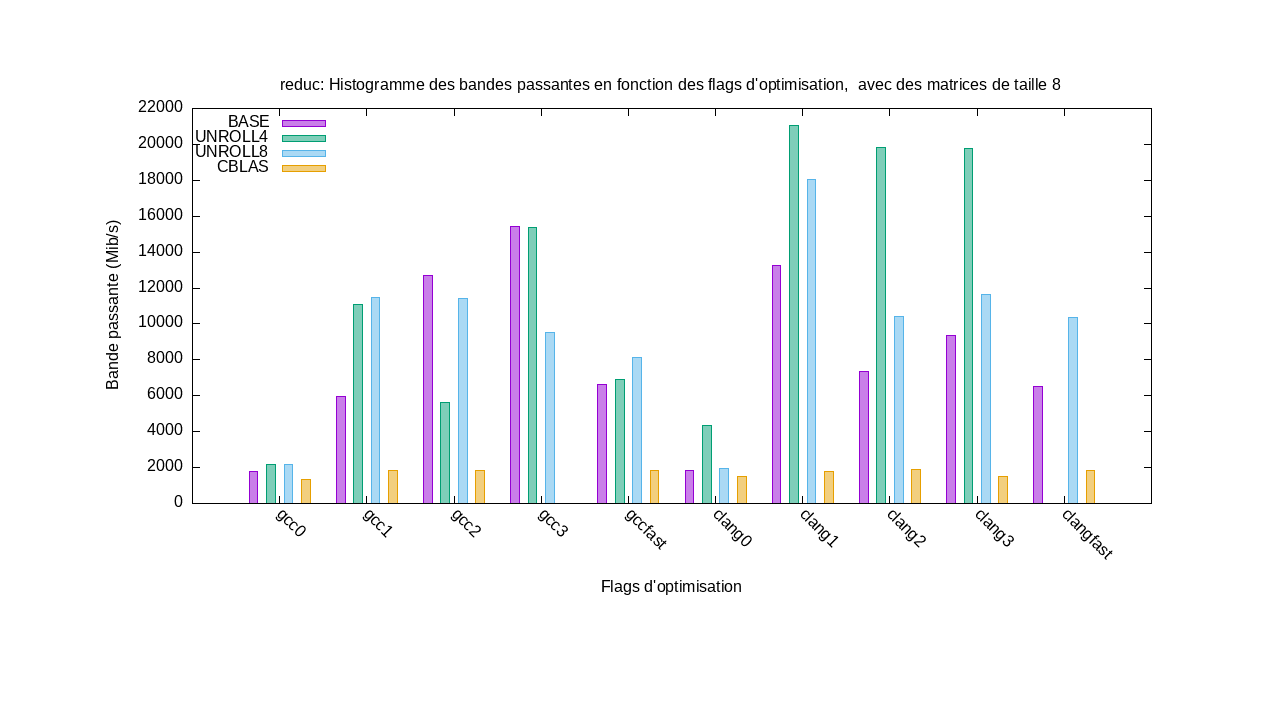 reduc: Histogramme des bandes passantes en fonction des flags d'optimisation,  avec des matrices de taille 8
22000
20000
18000
16000
14000
12000
10000
8000
6000
4000
2000
0
Bande passante (Mib/s)
BASE
UNROLL4
UNROLL8
CBLAS
gcc0
gcc1
gcc2
gcc3
gccfast
clang0
clang1
clang2
clang3
clangfast
Flags d'optimisation